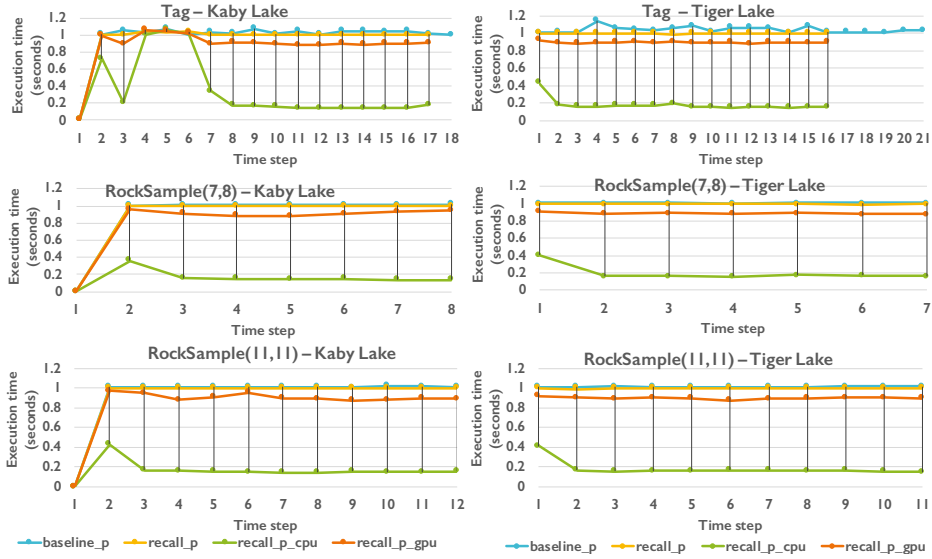 Tag – Kaby Lake
Execution time
(seconds)
1.2
1
0.8
0.6
0.4
0.2
0
1 2 3 4 5 6 7 8 9 10 11 12 13 14 15 16 17 18
Time step
Tag – Tiger Lake
Execution time
(seconds)
1.2
1
0.8
0.6
0.4
0.2
0
1 2 3 4 5 6 7 8 9 10 11 12 13 14 15 16 17 18 19 20 21
Time step
RockSample(7,8) – Kaby Lake
Execution time
(seconds)
1.2
1
0.8
0.6
0.4
0.2
0
1 2 3 4 5 6 7 8
Time step
RockSample(7,8) – Tiger Lake
Execution time
(seconds)
1.2
1
0.8
0.6
0.4
0.2
0
1 2 3 4 5 6 7
Time step
RockSample(11,11) – Kaby Lake
Execution time
(seconds)
1.2
1
0.8
0.6
0.4
0.2
0
1 2 3 4 5 6 7 8 9 10 11 12
Time step
baseline_p recall_p recall_p_cpu recall_p_gpu
RockSample(11,11) – Tiger Lake
Execution time
(seconds)
1.2
1
0.8
0.6
0.4
0.2
0
1 2 3 4 5 6 7 8 9 10 11
Time step
baseline_p recall_p recall_p_cpu recall_p_gpu